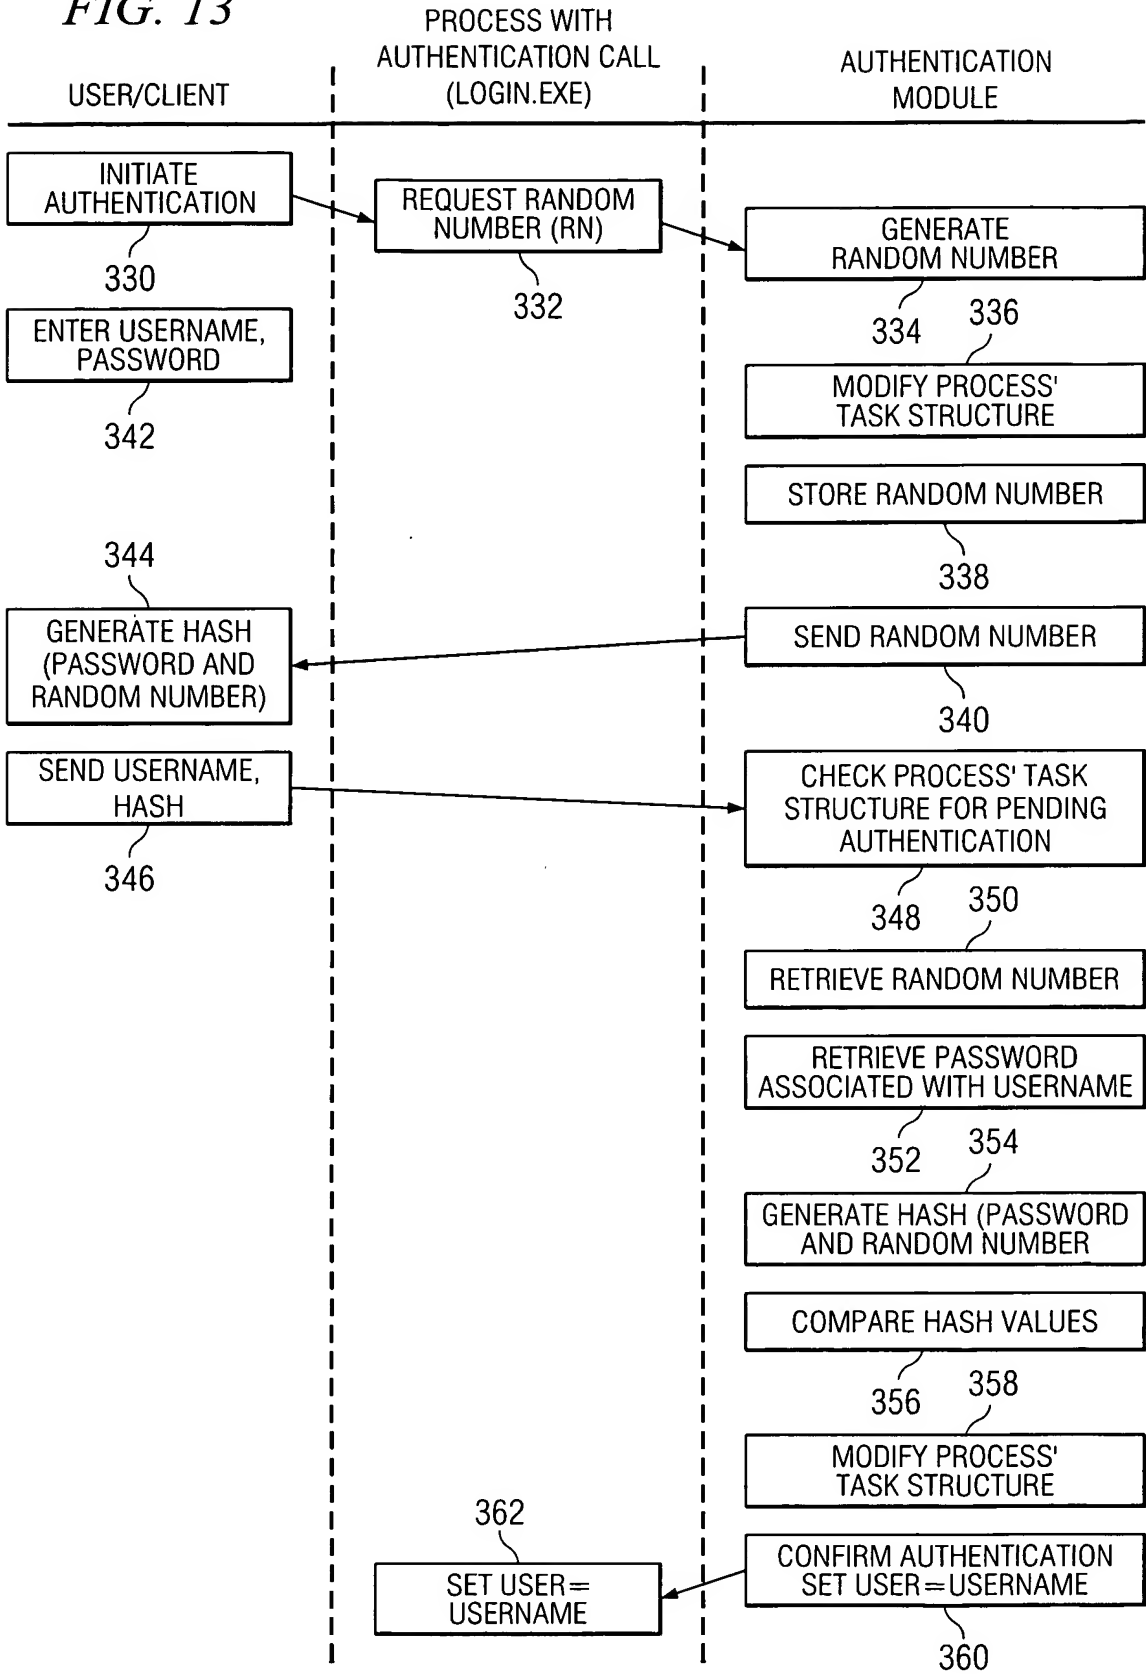 FIG. 13
USER/CLIENT
PROCESS WITH
AUTHENTICATION CALL
(LOGIN.EXE)
AUTHENTICATION
MODULE
INITIATE
AUTHENTICATION
330
REQUEST RANDOM
NUMBER (RN)
332
GENERATE
RANDOM NUMBER
334
336
ENTER USERNAME,
PASSWORD
342
MODIFY PROCESS'
TASK STRUCTURE
STORE RANDOM NUMBER
338
344
GENERATE HASH
(PASSWORD AND
RANDOM NUMBER)
SEND RANDOM NUMBER
340
SEND USERNAME,
HASH
346
CHECK PROCESS' TASK
STRUCTURE FOR PENDING
AUTHENTICATION
348
350
RETRIEVE RANDOM NUMBER
RETRIEVE PASSWORD
ASSOCIATED WITH USERNAME
352
354
GENERATE HASH (PASSWORD
AND RANDOM NUMBER
COMPARE HASH VALUES
356
358
MODIFY PROCESS'
TASK STRUCTURE
362
SET USER=
USERNAME
CONFIRM AUTHENTICATION
SET USER=USERNAME
360